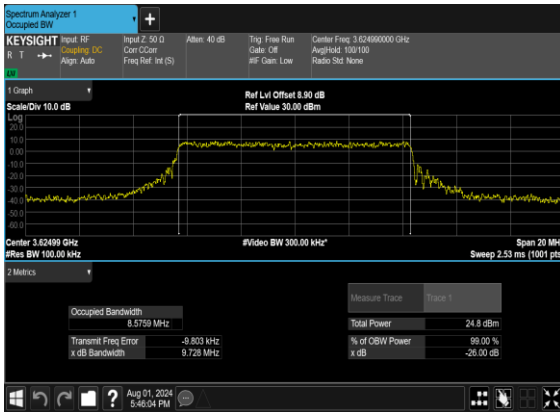 Spectrum Analyzer 1
Occupied BW
+
KEYSIGHT
R T
Input: RF
Coupling: DC
Align: Auto
Input Z: 50 Ω
Corr CCorr
Freq Ref: Int (S)
Atten: 40 dB
Trig: Free Run
Gate: Off
#IF Gain: Low
Center Freq: 3.624990000 GHz
Avg|Hold: 100/100
Radio Std: None
1 Graph
Scale/Div 10.0 dB
Ref Lvl Offset 8.90 dB
Ref Value 30.00 dBm
Log
20.0
10.0
0.00
-10.0
-20.0
-30.0
-40.0
-50.0
-60.0
Center 3.62499 GHz
#Res BW 100.00 kHz
#Video BW 300.00 kHz*
Span 20 MH
Sweep 2.53 ms (1001 pts
2 Metrics
Measure Trace
Trace 1
Occupied Bandwidth
8.5759 MHz
Total Power
24.8 dBm
Transmit Freq Error
-9.803 kHz
% of OBW Power
99.00 %
x dB Bandwidth
9.728 MHz
x dB
-26.00 dB
?
Aug 01, 2024
5:46:04 PM